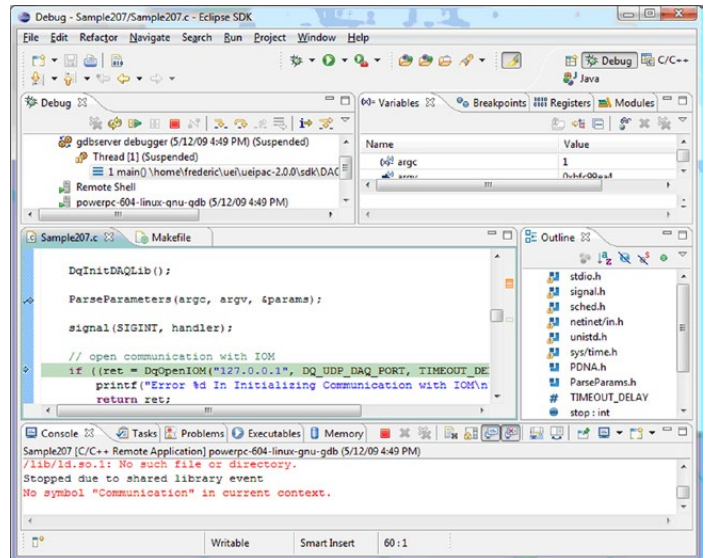 Debug - Sample207/Sample207.c - Eclipse SDK
File Edit Refactor Navigate Search Run Project Window Help
Debug C/C++
Java
Debug
gdbserver debugger (5/12/09 4:49 PM) (Suspended)
Thread [1] (Suspended)
1 main() \home\frederic\uei\ueipac-2.0.0\sdk\DAC
Remote Shell
powerpc-604-linux-gnu-gdb (5/12/09 4:49 PM)
(x)= Variables Breakpoints Registers Modules
Name Value
argc 1
argv 0xbfc99ea4
Sample207.c Makefile
DqInitDAQLib();
ParseParameters(argc, argv, &params);
signal(SIGINT, handler);
// open communication with IOM
if ((ret = DqOpenIOM("127.0.0.1", DQ_UDP_DAQ_PORT, TIMEOUT_DE
printf("Error %d In Initializing Communication with IOM\n
return ret;
Outline
stdio.h
signal.h
sched.h
netinet/in.h
unistd.h
sys/time.h
PDNA.h
ParseParams.h
# TIMEOUT_DELAY
stop : int
Console Tasks Problems Executables Memory
Sample207 [C/C++ Remote Application] powerpc-604-linux-gnu-gdb (5/12/09 4:49 PM)
/lib/ld.so.1: No such file or directory.
Stopped due to shared library event
No symbol "Communication" in current context.
Writable Smart Insert 60 : 1